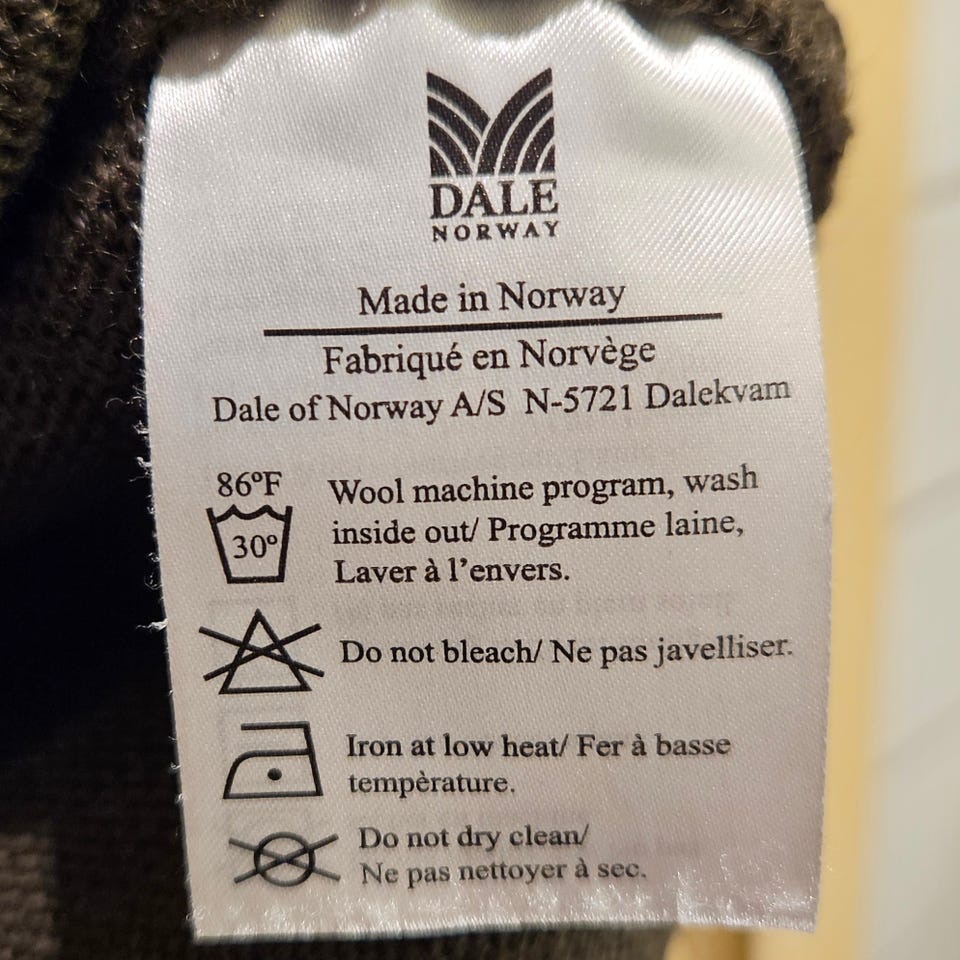 DALE
NORWAY
Made in Norway
Fabriqué en Norvège
Dale of Norway A/S N-5721 Dalekvam
86°F
30°
Wool machine program, wash
inside out/ Programme laine,
Laver à l'envers.
Do not bleach/ Ne pas javelliser.
Iron at low heat/ Fer à basse
tempèrature.
Do not dry clean/
Ne pas nettoyer à sec.